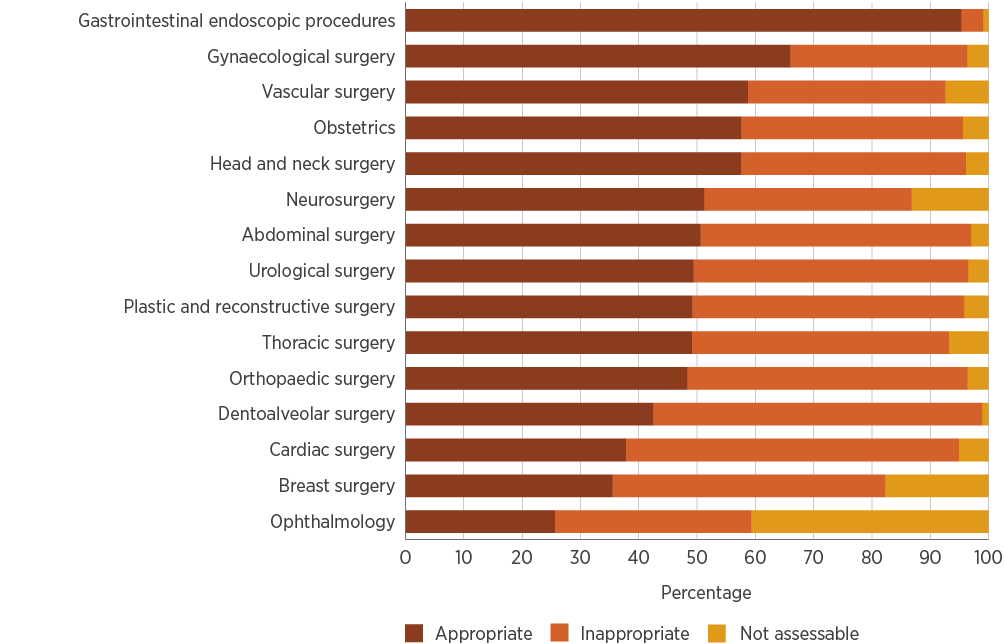 Gastrointestinal endoscopic procedures
Gynaecological surgery
Vascular surgery
Obstetrics
Head and neck surgery
Neurosurgery
Abdominal surgery
Urological surgery
Plastic and reconstructive surgery
Thoracic surgery
Orthopaedic surgery
Dentoalveolar surgery
Cardiac surgery
Breast surgery
Ophthalmology
0 10 20 30 40 50 60 70 80 90 100
Percentage
Appropriate Inappropriate Not assessable